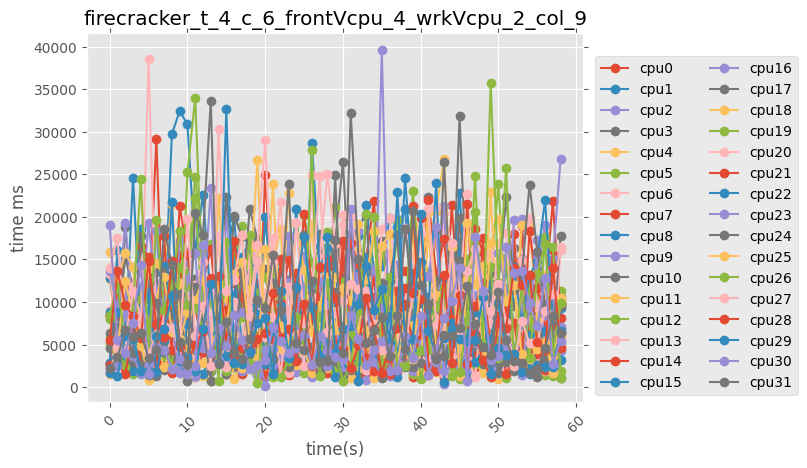 firecracker_t_4_c_6_frontVcpu_4_wrkVcpu_2_col_9
time ms
40000
35000
30000
25000
20000
15000
10000
5000
0
0 10 20 30 40 50 60
time(s)
cpu0 cpu16
cpu1 cpu17
cpu2 cpu18
cpu3 cpu19
cpu4 cpu20
cpu5 cpu21
cpu6 cpu22
cpu7 cpu23
cpu8 cpu24
cpu9 cpu25
cpu10 cpu26
cpu11 cpu27
cpu12 cpu28
cpu13 cpu29
cpu14 cpu30
cpu15 cpu31